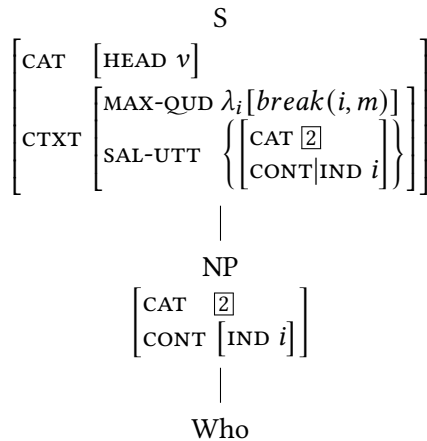 S
CAT [HEAD v]
CTXT [MAX-QUD λi[break(i, m)]
SAL-UTT {[CAT 2
CONT|IND i]}]
NP
[CAT 2
CONT [IND i]]
Who